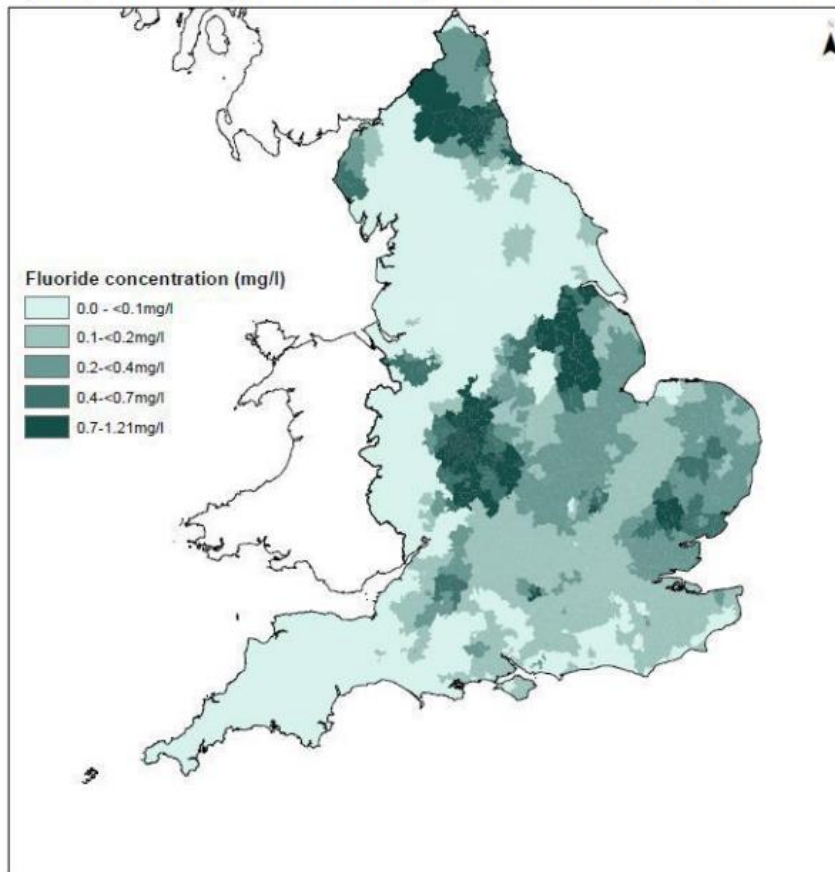 Fluoride concentration (mg/l)
0.0 - <0.1mg/l
0.1-<0.2mg/l
0.2-<0.4mg/l
0.4-<0.7mg/l
0.7-1.21mg/l